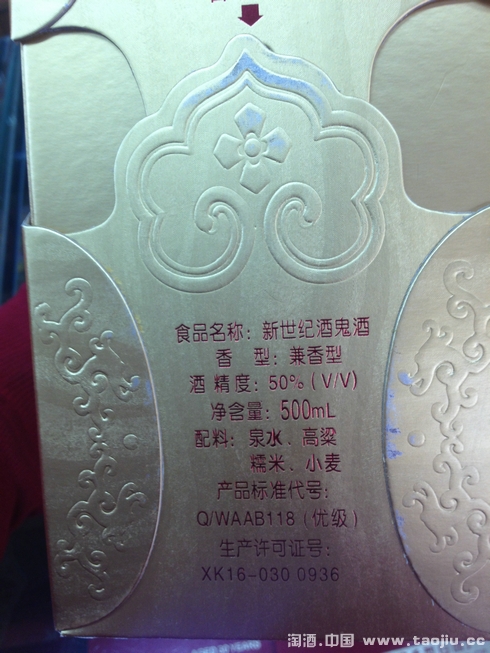 食品名称：新世纪酒鬼酒
香 型：兼香型
酒 精度：50%（V/V）
净含量：500mL
配料：泉水、高粱
糯米、小麦
产品标准代号：
Q/WAAB118（优级）
生产许可证号：
XK16-030 0936
淘酒.中国 www.taojiu.cc